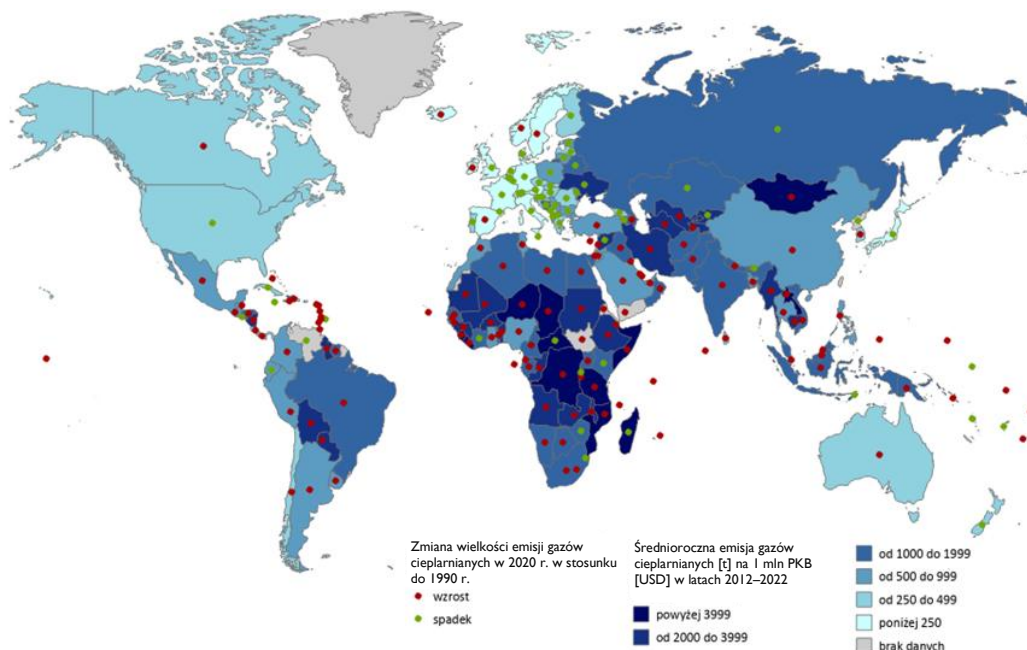 Zmiana wielkości emisji gazów
cieplarnianych w 2020 r. w stosunku
do 1990 r.
wzrost
spadek
Średnioroczna emisja gazów
cieplarnianych [t] na 1 mln PKB
[USD] w latach 2012–2022
powyżej 3999
od 2000 do 3999
od 1000 do 1999
od 500 do 999
od 250 do 499
poniżej 250
brak danych